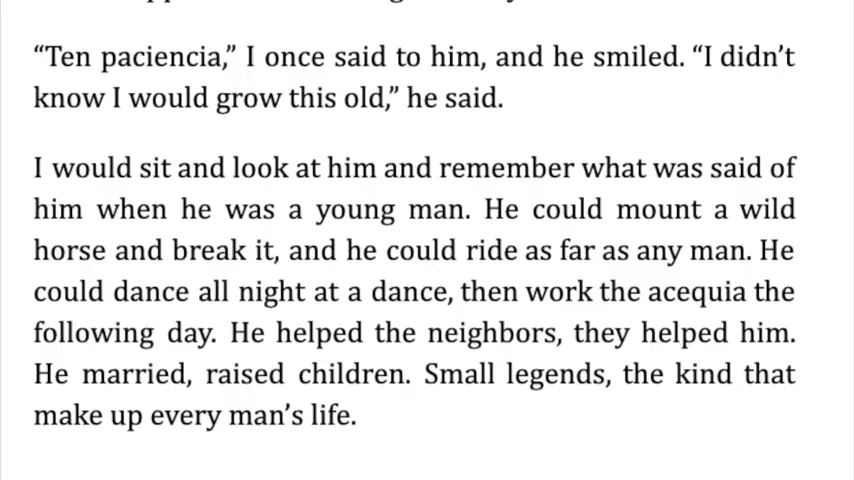 “Ten paciencia,” I once said to him, and he smiled. “I didn’t
know I would grow this old,” he said.
I would sit and look at him and remember what was said of
him when he was a young man. He could mount a wild
horse and break it, and he could ride as far as any man. He
could dance all night at a dance, then work the acequia the
following day. He helped the neighbors, they helped him.
He married, raised children. Small legends, the kind that
make up every man’s life.